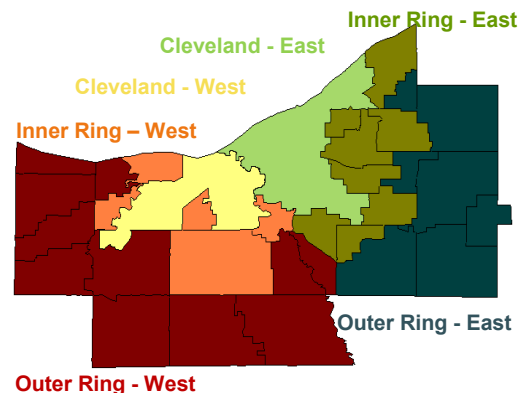 Inner Ring - East
Cleveland - East
Cleveland - West
Inner Ring – West
Outer Ring - East
Outer Ring - West